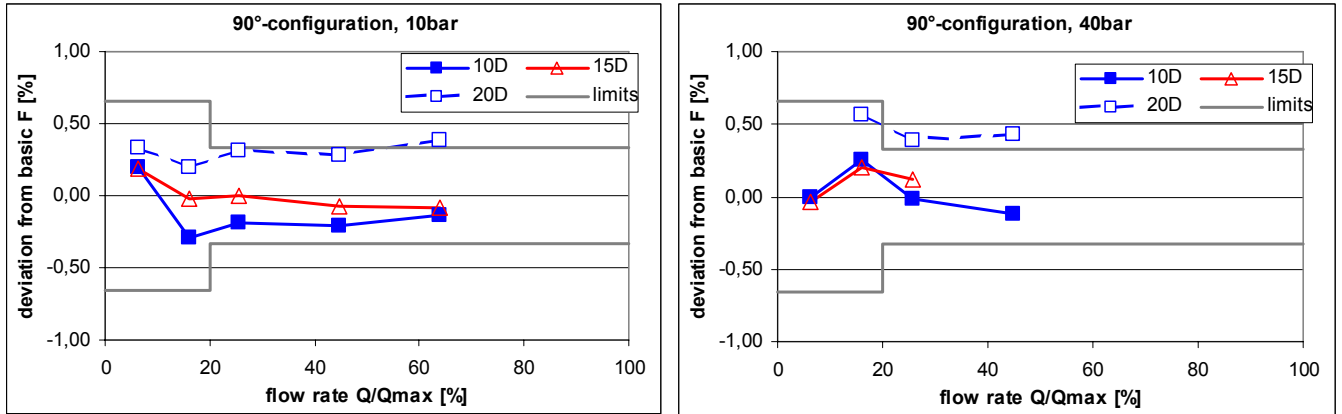 90°-configuration, 10bar
1,00
0,50
0,00
-0,50
-1,00
deviation from basic F [%]
10D
15D
20D
limits
0
20
40
60
80
100
flow rate Q/Qmax [%]
90°-configuration, 40bar
1,00
0,50
0,00
-0,50
-1,00
deviation from basic F [%]
10D
15D
20D
limits
0
20
40
60
80
100
flow rate Q/Qmax [%]